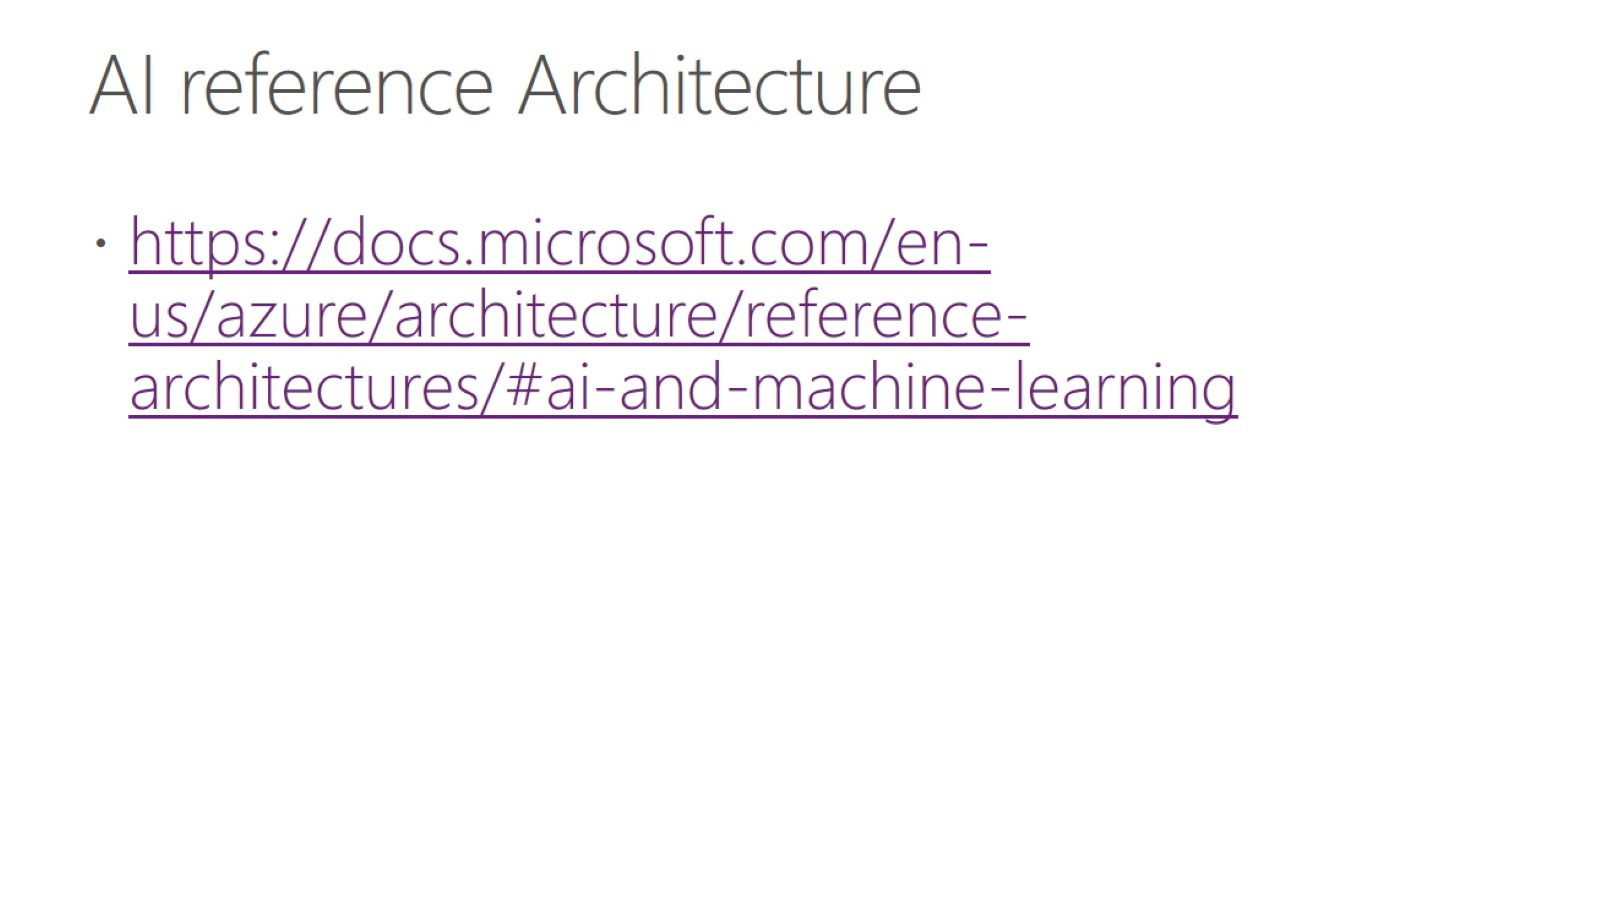 AI reference Architecture
• https://docs.microsoft.com/en-
us/azure/architecture/reference-
architectures/#ai-and-machine-learning